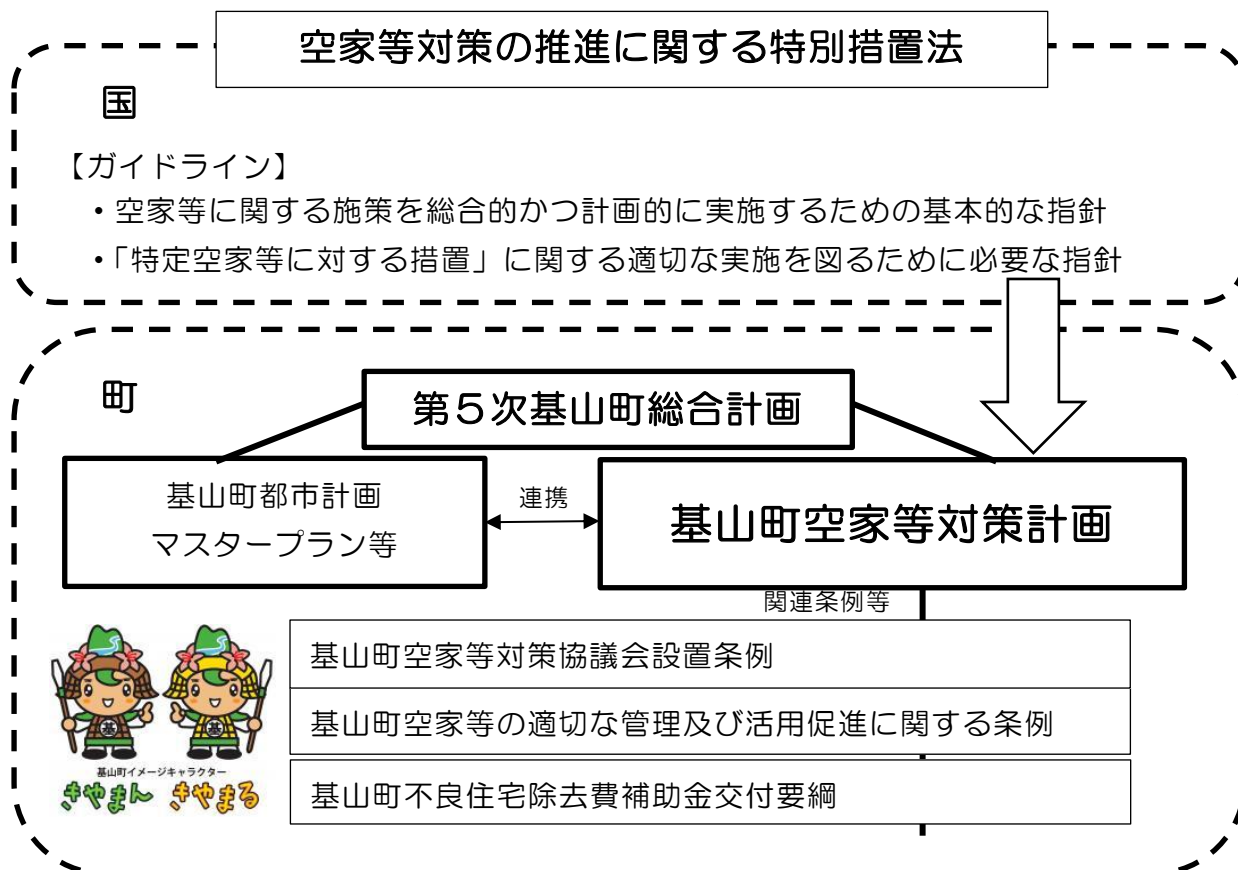 空家等対策の推進に関する特別措置法
国
【ガイドライン】
・空家等に関する施策を総合的かつ計画的に実施するための基本的な指針
・「特定空家等に対する措置」に関する適切な実施を図るために必要な指針
町
第５次基山町総合計画
基山町都市計画
マスタープラン等
連携
基山町空家等対策計画
関連条例等
基山町空家等対策協議会設置条例
基山町空家等の適切な管理及び活用促進に関する条例
基山町不良住宅除去費補助金交付要綱
基
基
基山町イメージキャラクター
きやまん きやまる